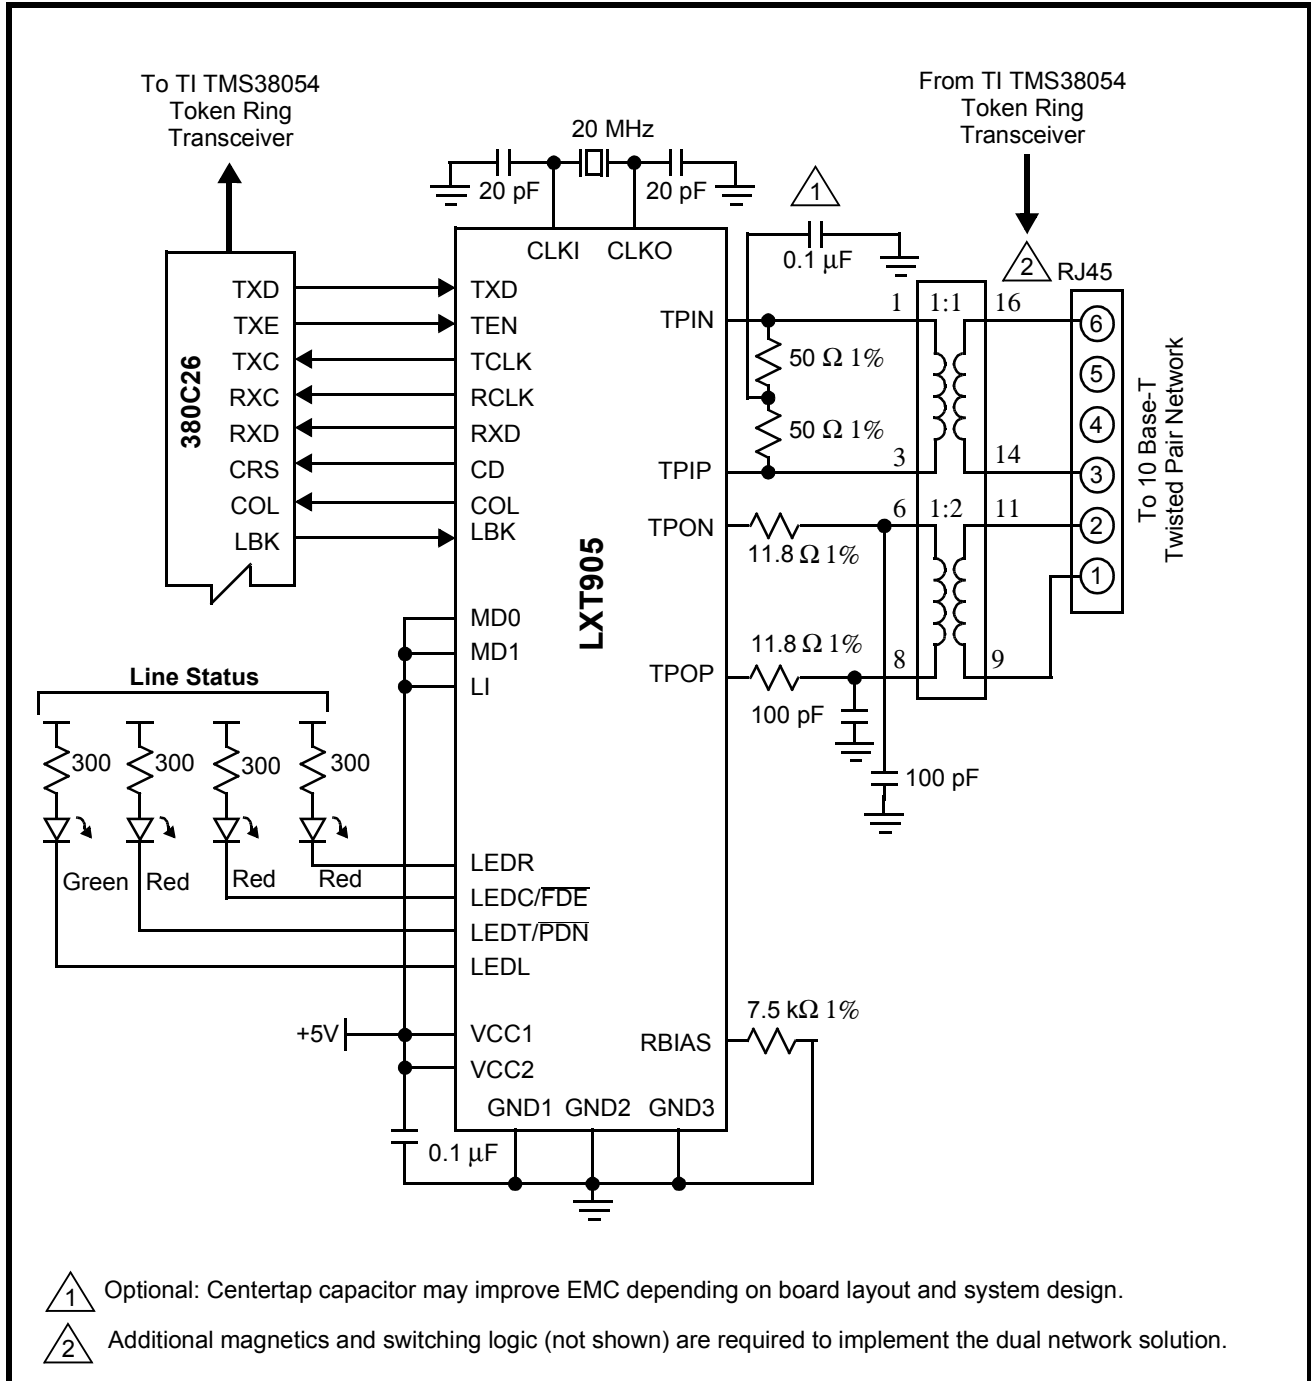 To TI TMS38054
Token Ring
Transceiver
From TI TMS38054
Token Ring
Transceiver
20 MHz
20 pF
20 pF
1
0.1 µF
2
RJ45
CLKI
CLKO
380C26
TXD
TXE
TXC
RXC
RXD
CRS
COL
LBK
TXD
TEN
TCLK
RCLK
RXD
CD
COL
LBK
MD0
MD1
LI
LXT905
TPIN
TPIP
TPON
TPOP
50 Ω 1%
50 Ω 1%
11.8 Ω 1%
11.8 Ω 1%
100 pF
100 pF
1
1:1
16
3
14
6
1:2
11
8
9
6
5
4
3
2
1
To 10 Base-T
Twisted Pair Network
Line Status
300
300
300
300
Green
Red
Red
Red
LEDR
LEDC/FDE
LEDT/PDN
LEDL
+5V
VCC1
VCC2
RBIAS
7.5 kΩ 1%
GND1
GND2
GND3
0.1 µF
1 Optional: Centertap capacitor may improve EMC depending on board layout and system design.
2 Additional magnetics and switching logic (not shown) are required to implement the dual network solution.